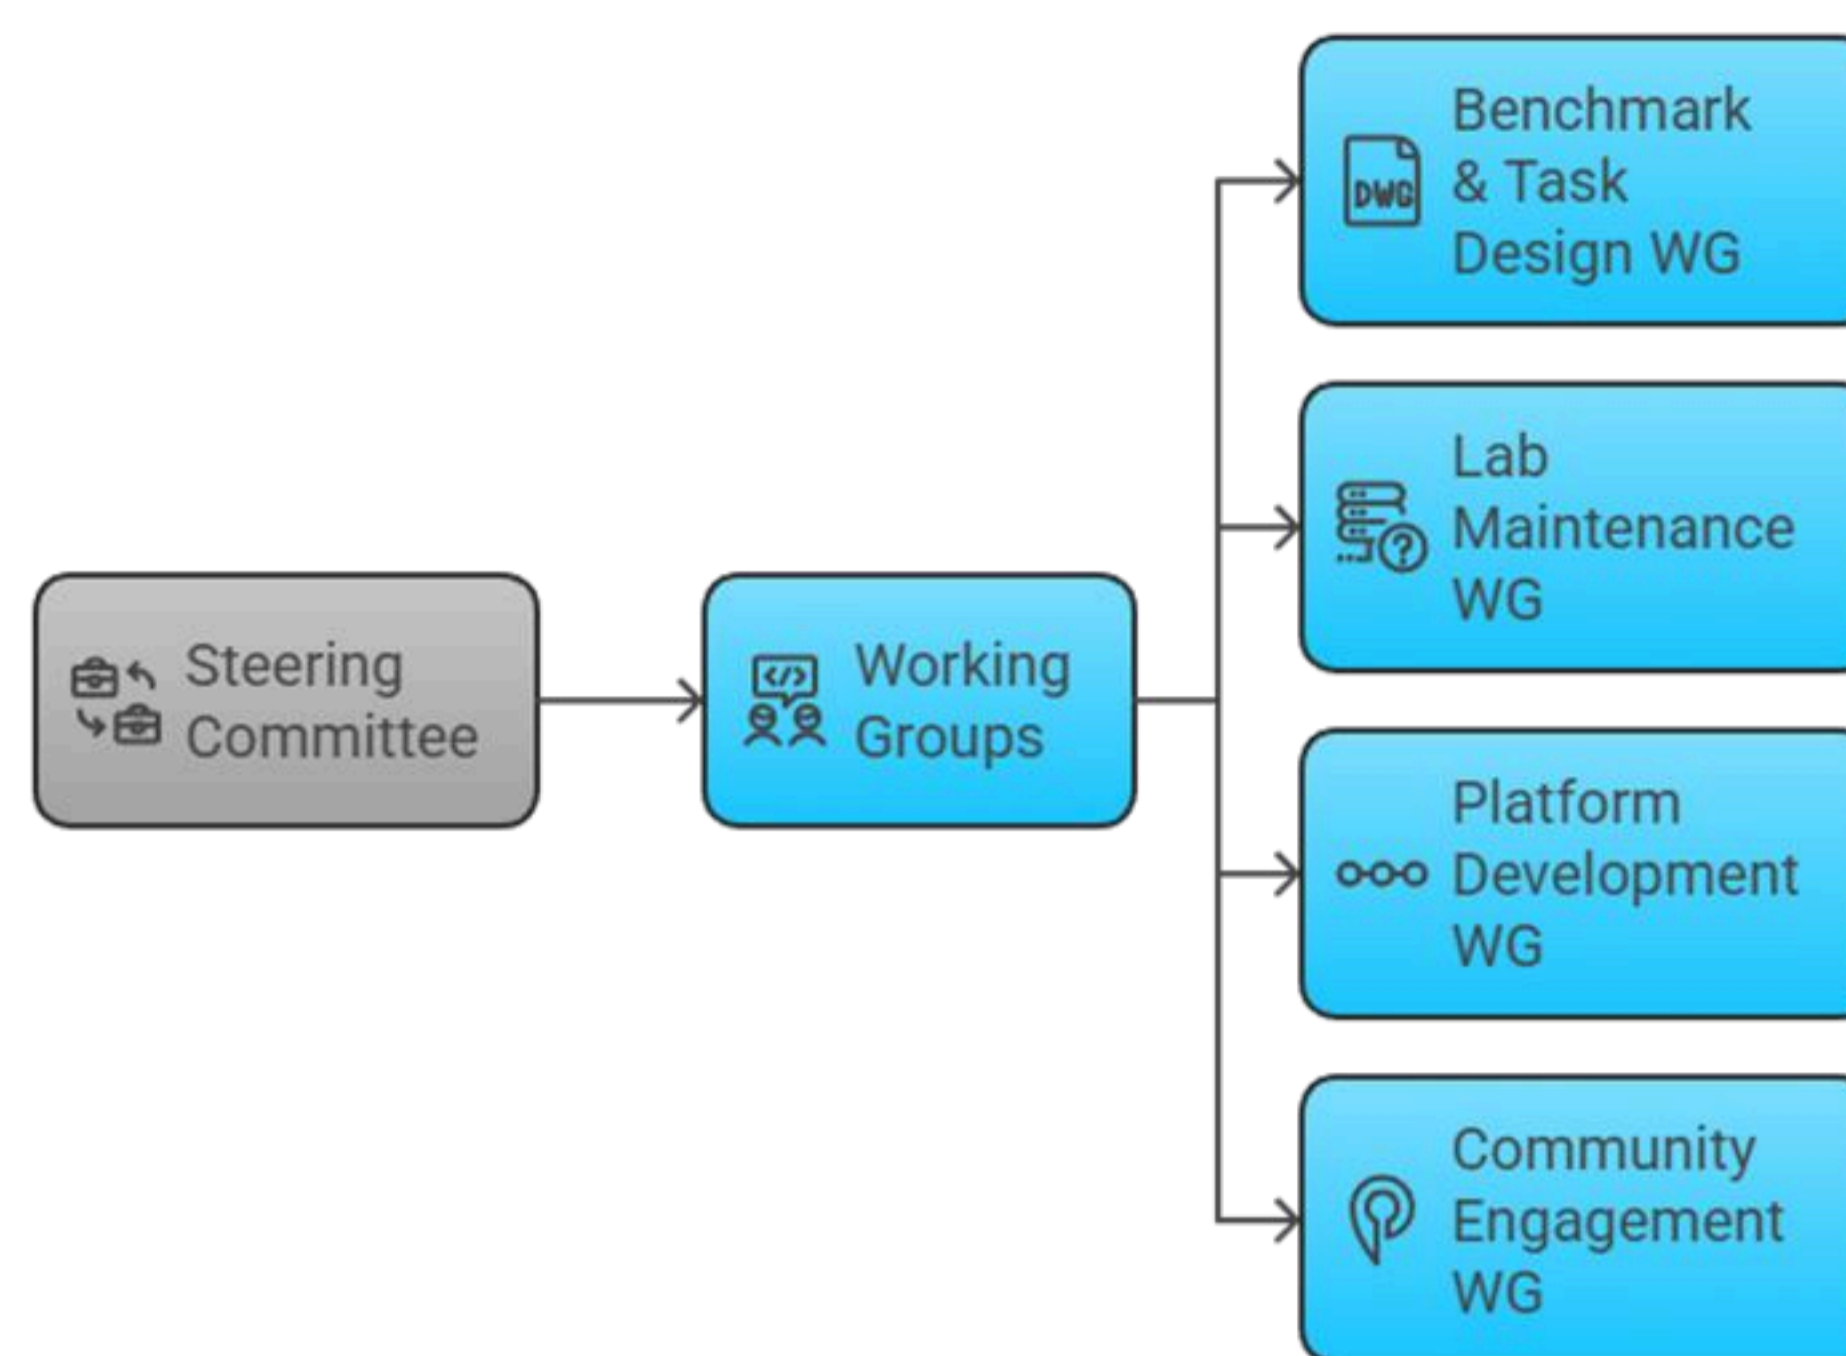 Steering
Committee
Working
Groups
DWG
Benchmark
& Task
Design WG
Lab
Maintenance
WG
Platform
Development
WG
Community
Engagement
WG